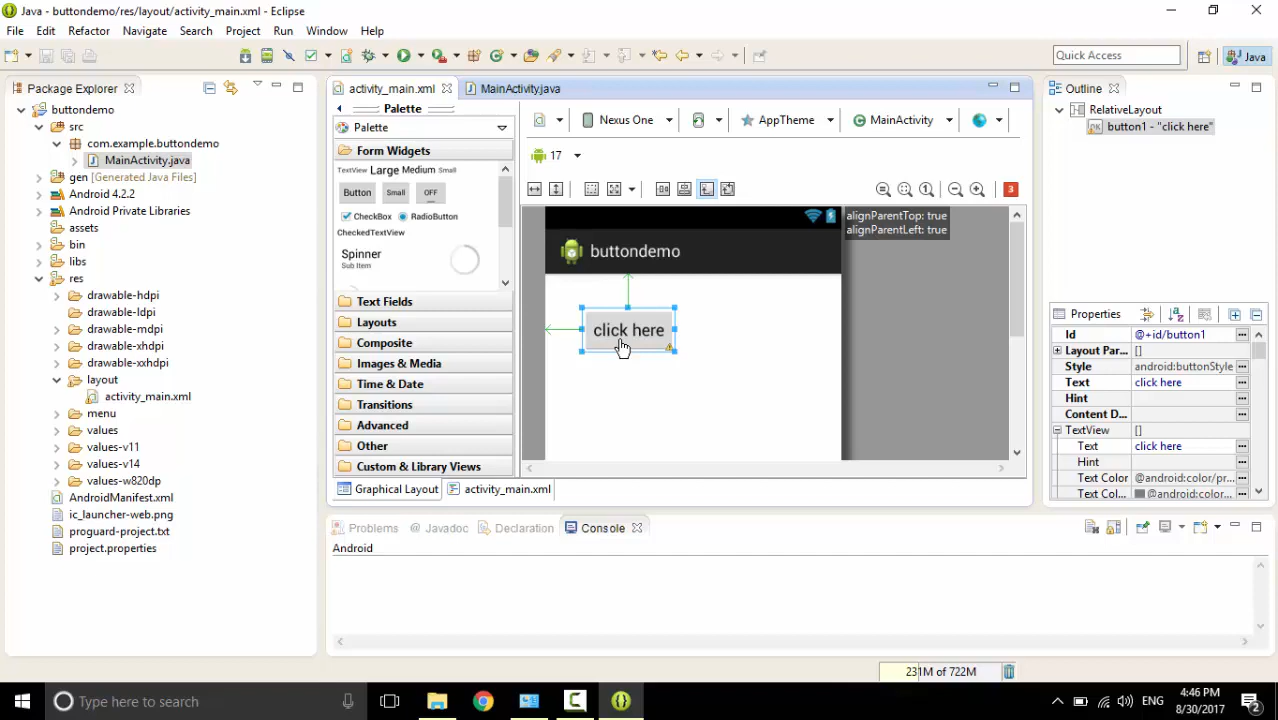 Java - buttondemo/res/layout/activity_main.xml - Eclipse
File Edit Refactor Navigate Search Project Run Window Help
Quick Access
Java
Package Explorer
buttondemo
src
com.example.buttondemo
MainActivity.java
gen [Generated Java Files]
Android 4.2.2
Android Private Libraries
assets
bin
libs
res
drawable-hdpi
drawable-ldpi
drawable-mdpi
drawable-xhdpi
drawable-xxhdpi
layout
activity_main.xml
menu
values
values-v11
values-v14
values-w820dp
AndroidManifest.xml
ic_launcher-web.png
proguard-project.txt
project.properties
activity_main.xml
MainActivity.java
Palette
Palette
Form Widgets
TextView Large Medium Small
Button Small OFF
CheckBox RadioButton
CheckedTextView
Spinner
Sub Item
Text Fields
Layouts
Composite
Images & Media
Time & Date
Transitions
Advanced
Other
Custom & Library Views
Graphical Layout
activity_main.xml
Nexus One
AppTheme
MainActivity
17
3
buttondemo
click here
alignParentTop: true
alignParentLeft: true
Outline
RelativeLayout
button1 - "click here"
Properties
Id @+id/button1
Layout Par... []
Style android:buttonStyle
Text click here
Hint
Content D...
TextView []
Text click here
Hint
Text Color @android:color/pr...
Text Col... @android:color...
Problems @ Javadoc Declaration Console
Android
231M of 722M
Type here to search
ENG
4:46 PM
8/30/2017
2